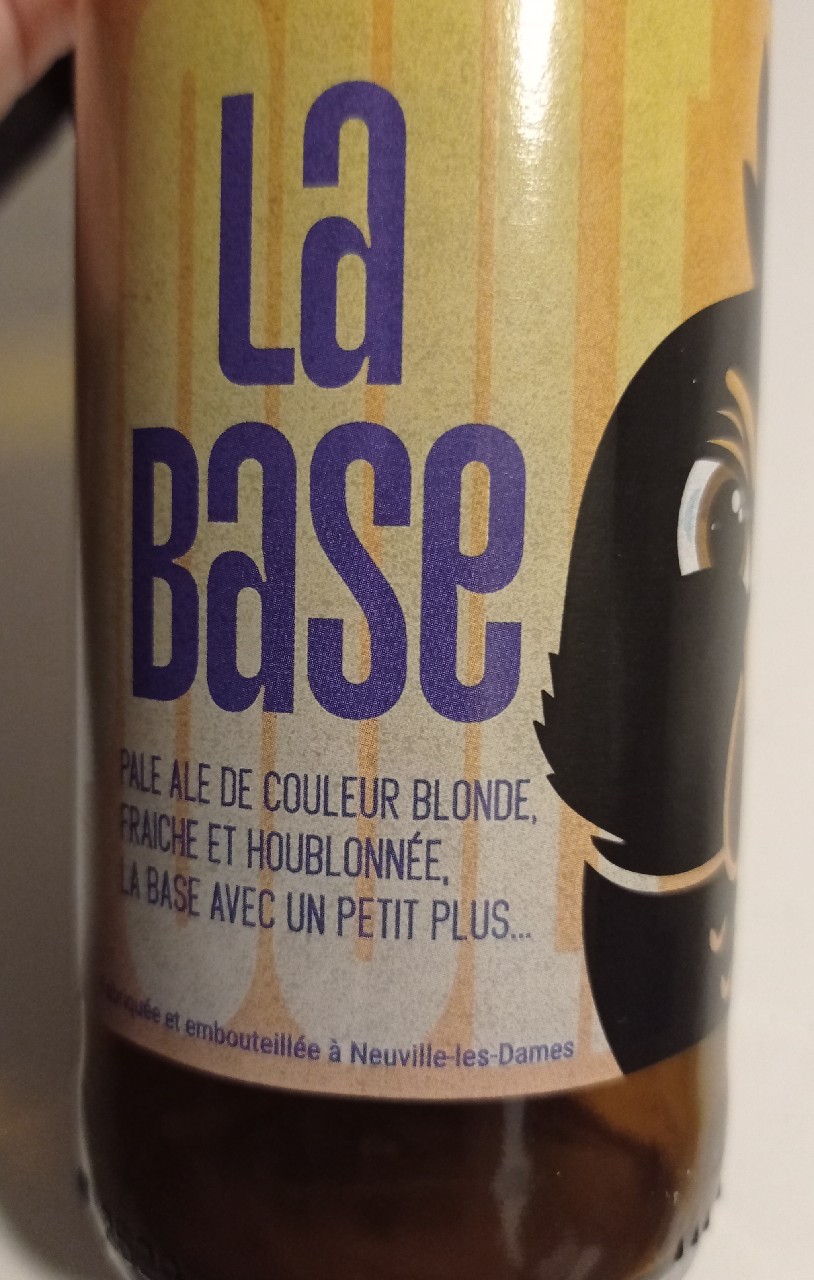 La
Base
PALE ALE DE COULEUR BLONDE,
FRAICHE ET HOUBLONNÉE,
LA BASE AVEC UN PETIT PLUS...
et embouteillée à Neuville-les-Dames